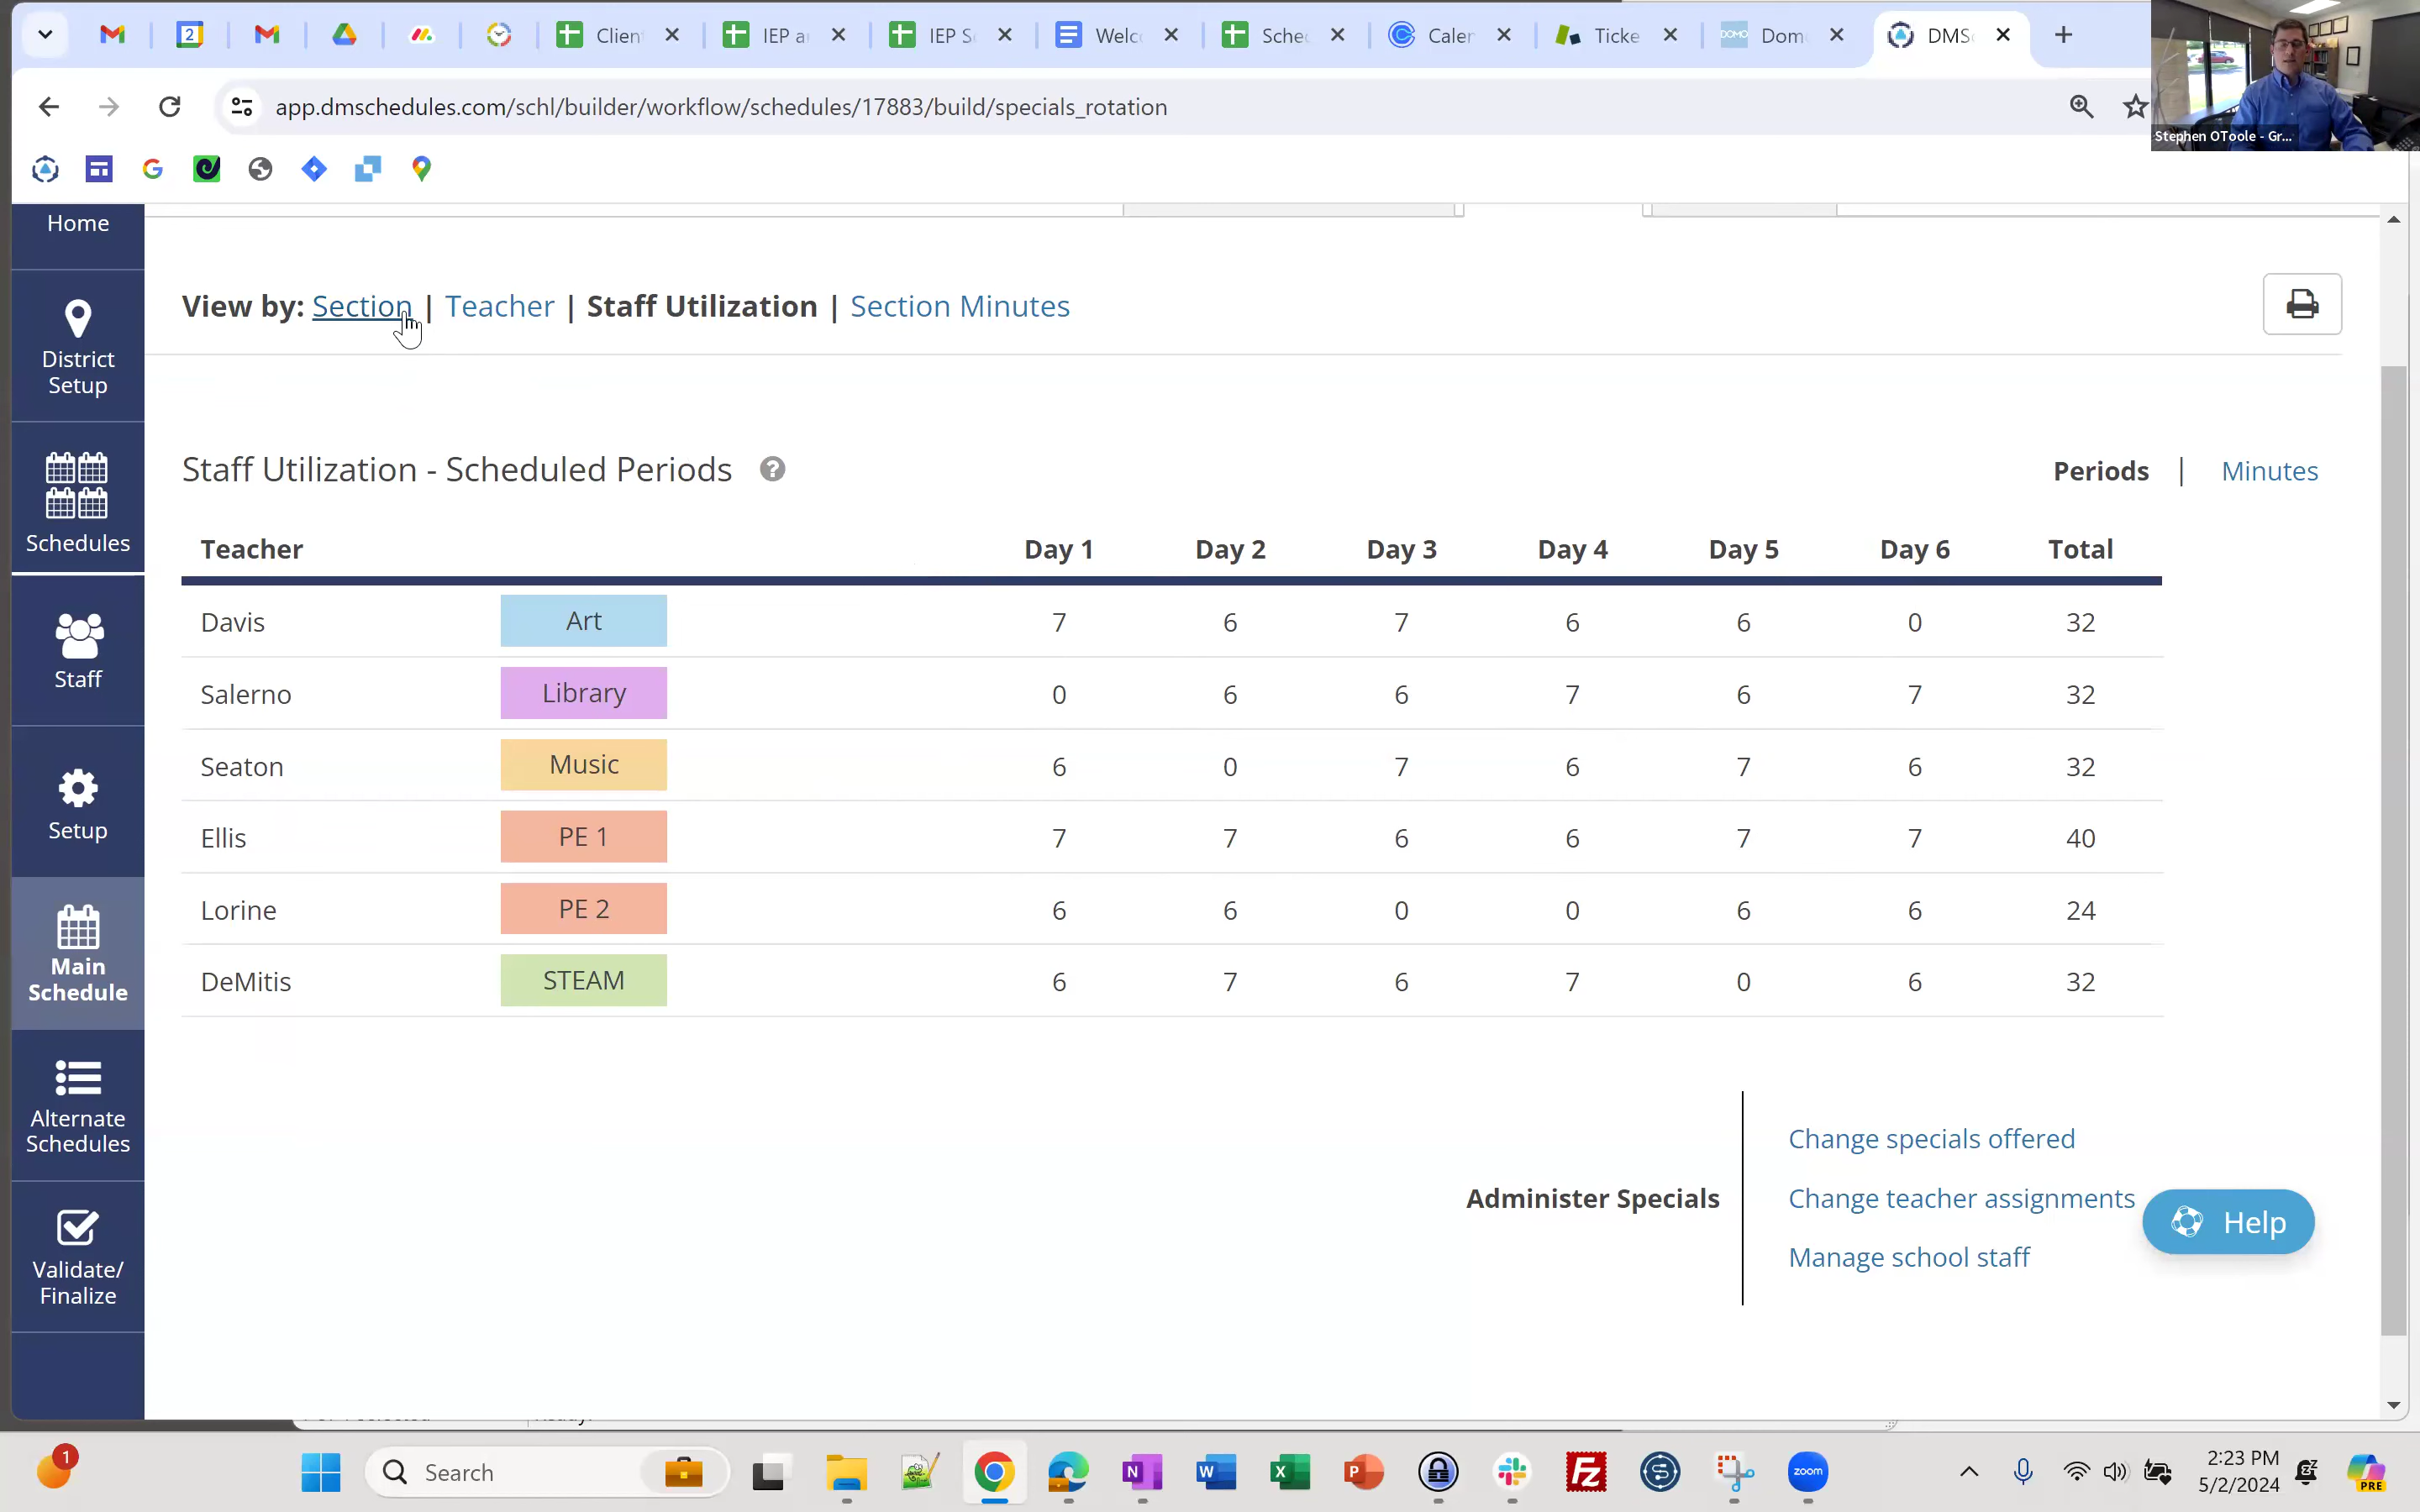 2
Clien
IEP a
IEP S
Welc
Sche
Caler
Ticke
DOMO
Dom
DMS
app.dmschedules.com/schl/builder/workflow/schedules/17883/build/specials_rotation
Stephen OToole - Gr...
Home
District
Setup
Schedules
Staff
Setup
Main
Schedule
Alternate
Schedules
Validate/
Finalize
View by: Section | Teacher | Staff Utilization | Section Minutes
Staff Utilization - Scheduled Periods ?
Periods | Minutes
Teacher Day 1 Day 2 Day 3 Day 4 Day 5 Day 6 Total
Davis Art 7 6 7 6 6 0 32
Salerno Library 0 6 6 7 6 7 32
Seaton Music 6 0 7 6 7 6 32
Ellis PE 1 7 7 6 6 7 7 40
Lorine PE 2 6 6 0 0 6 6 24
DeMitis STEAM 6 7 6 7 0 6 32
Administer Specials
Change specials offered
Change teacher assignments
Manage school staff
Help
1
Search
zoom
2:23 PM
5/2/2024
PRE